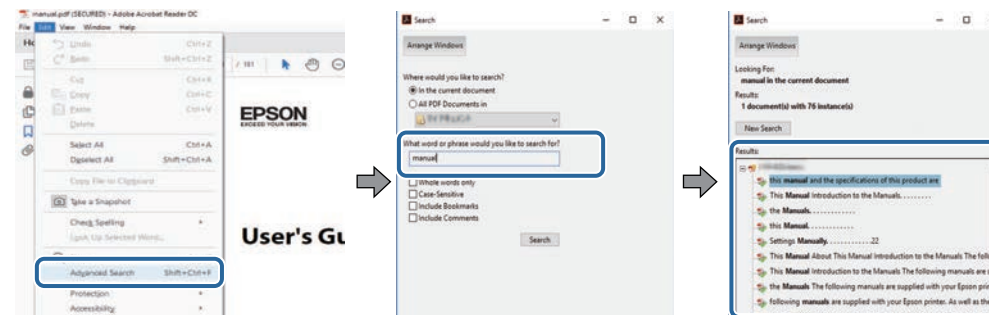 manual.pdf (SECURED) - Adobe Acrobat Reader DC
File Edit View Window Help
Undo Ctrl+Z
Redo Shift+Ctrl+Z
Cut Ctrl+X
Copy Ctrl+C
Paste Ctrl+V
Delete
Select All Ctrl+A
Deselect All Shift+Ctrl+A
Copy File to Clipboard
Take a Snapshot
Check Spelling
Look Up Selected Word...
Advanced Search Shift+Ctrl+F
Protection
Accessibility
/ 181
EPSON
EXCEED YOUR VISION
User's Gu
Search
Arrange Windows
Where would you like to search?
In the current document
All PDF Documents in
What word or phrase would you like to search for?
manual
Whole words only
Case-Sensitive
Include Bookmarks
Include Comments
Search
Search
Arrange Windows
Looking For:
manual in the current document
Results:
1 document(s) with 76 instance(s)
New Search
Results:
this manual and the specifications of this product are
This Manual Introduction to the Manuals. . . . . . . . .
the Manuals. . . . . . . . . . . . .
this Manual. . . . . . . . . . . . .
Settings Manually. . . . . . . . . . . . .22
This Manual About This Manual Introduction to the Manuals The foll
This Manual Introduction to the Manuals The following manuals are s
the Manuals The following manuals are supplied with your Epson prin
following manuals are supplied with your Epson printer. As well as the